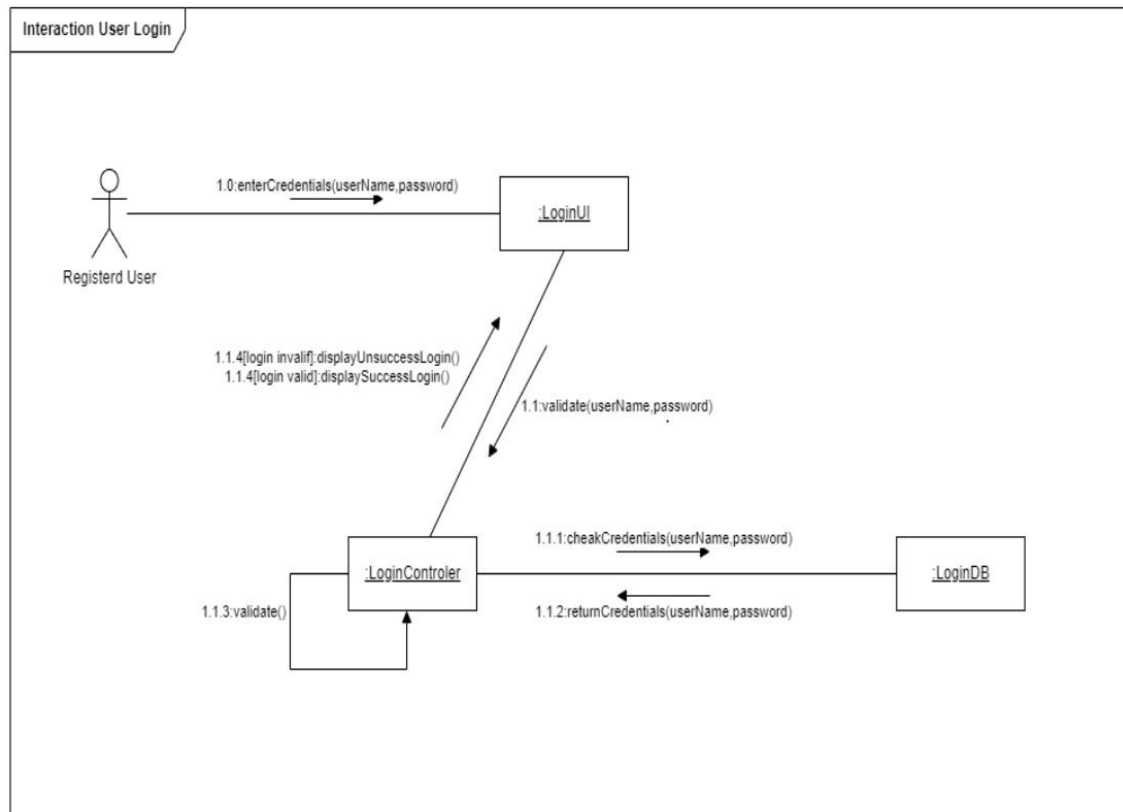 Interaction User Login
1.0:enterCredentials(userName,password)
:LoginUI
Registerd User
1.1.4[login invalif]:displayUnsuccessLogin()
1.1.4[login valid]:displaySuccessLogin()
1.1:validate(userName,password)
1.1.1:cheakCredentials(userName,password)
:LoginControler
:LoginDB
1.1.3:validate()
1.1.2:returnCredentials(userName,password)